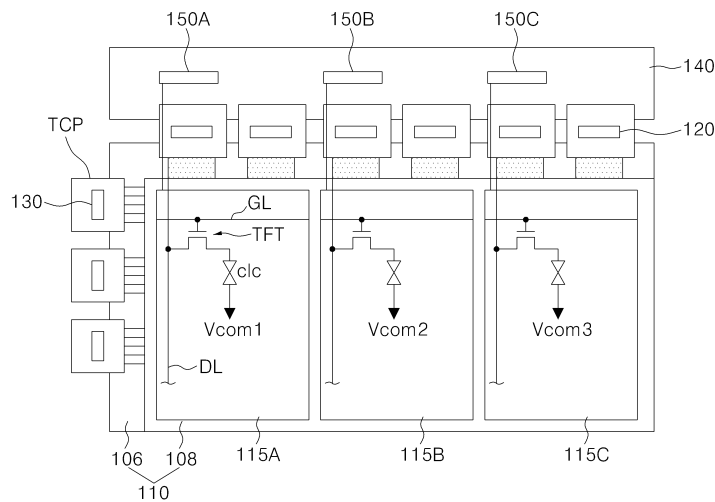 150A 150B 150C
140
TCP
120
130
GL
TFT
clc
Vcom1 Vcom2 Vcom3
DL
106 108 115A 115B 115C
110